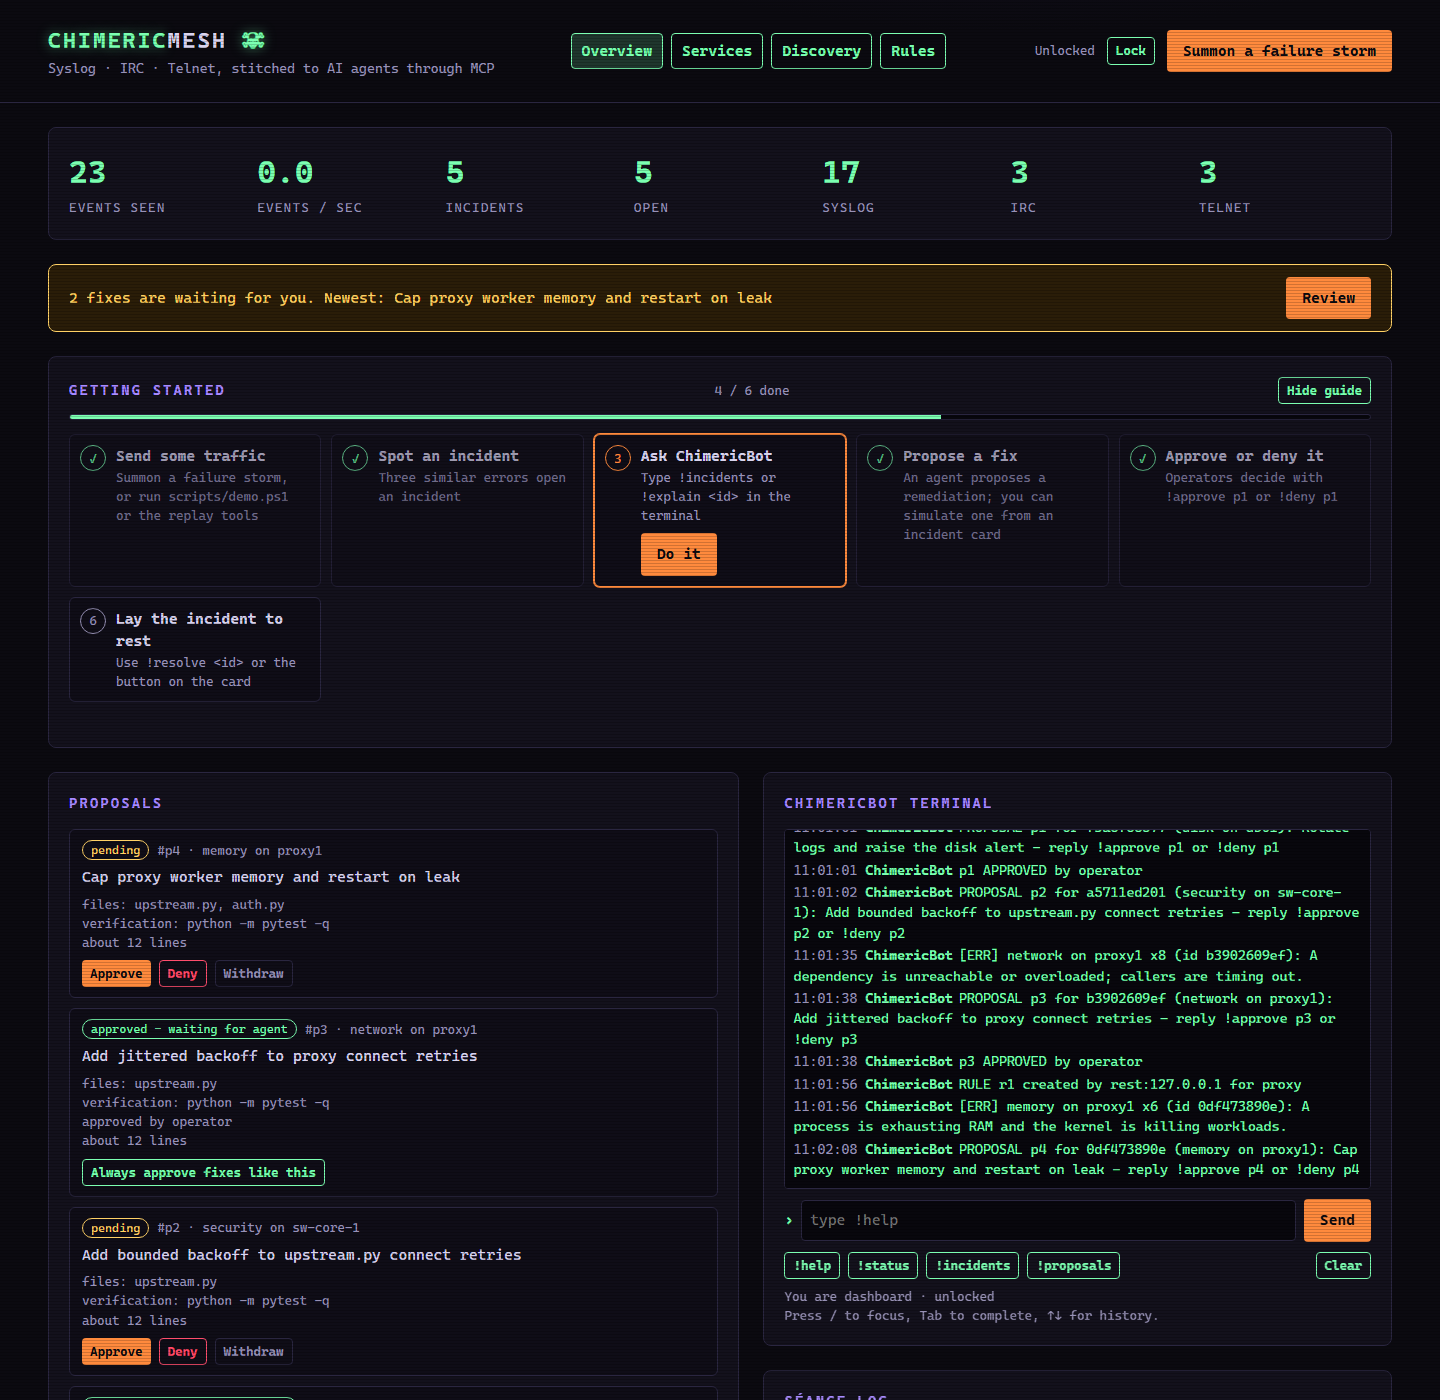 CHIMERICMESH
Syslog · IRC · Telnet, stitched to AI agents through MCP
Overview
Services
Discovery
Rules
Unlocked
Lock
Summon a failure storm
23
EVENTS SEEN
0.0
EVENTS / SEC
5
INCIDENTS
5
OPEN
17
SYSLOG
3
IRC
3
TELNET
2 fixes are waiting for you. Newest: Cap proxy worker memory and restart on leak
Review
GETTING STARTED
4 / 6 done
Hide guide
✓
Send some traffic
Summon a failure storm,
or run scripts/demo.ps1
or the replay tools
✓
Spot an incident
Three similar errors open
an incident
3
Ask ChimericBot
Type !incidents or
!explain <id> in the
terminal
Do it
✓
Propose a fix
An agent proposes a
remediation; you can
simulate one from an
incident card
✓
Approve or deny it
Operators decide with
!approve p1 or !deny p1
6
Lay the incident to
rest
Use !resolve <id> or the
button on the card
PROPOSALS
pending #p4 · memory on proxy1
Cap proxy worker memory and restart on leak
files: upstream.py, auth.py
verification: python -m pytest -q
about 12 lines
Approve
Deny
Withdraw
approved - waiting for agent #p3 · network on proxy1
Add jittered backoff to proxy connect retries
files: upstream.py
verification: python -m pytest -q
approved by operator
about 12 lines
Always approve fixes like this
pending #p2 · security on sw-core-1
Add bounded backoff to upstream.py connect retries
files: upstream.py
verification: python -m pytest -q
about 12 lines
Approve
Deny
Withdraw
CHIMERICBOT TERMINAL
logs and raise the disk alert - reply !approve p1 or !deny p1
11:01:01 ChimericBot p1 APPROVED by operator
11:01:02 ChimericBot PROPOSAL p2 for a5711ed201 (security on sw-core-
1): Add bounded backoff to upstream.py connect retries - reply !approve
p2 or !deny p2
11:01:35 ChimericBot [ERR] network on proxy1 x8 (id b3902609ef): A
dependency is unreachable or overloaded; callers are timing out.
11:01:38 ChimericBot PROPOSAL p3 for b3902609ef (network on proxy1):
Add jittered backoff to proxy connect retries - reply !approve p3 or
!deny p3
11:01:38 ChimericBot p3 APPROVED by operator
11:01:56 ChimericBot RULE r1 created by rest:127.0.0.1 for proxy
11:01:56 ChimericBot [ERR] memory on proxy1 x6 (id 0df473890e): A
process is exhausting RAM and the kernel is killing workloads.
11:02:08 ChimericBot PROPOSAL p4 for 0df473890e (memory on proxy1): Cap
proxy worker memory and restart on leak - reply !approve p4 or !deny p4
› type !help
Send
!help
!status
!incidents
!proposals
Clear
You are dashboard · unlocked
Press / to focus, Tab to complete, ↑↓ for history.